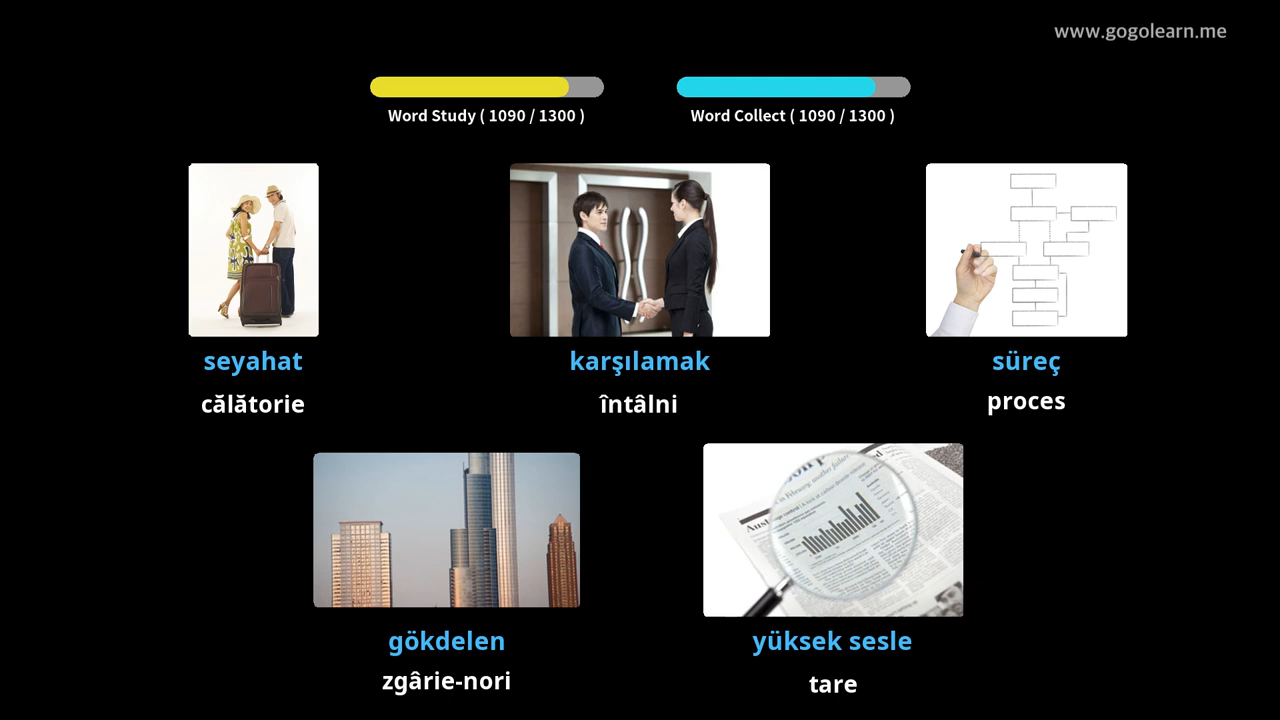 www.gogolearn.me
Word Study ( 1090 / 1300 )
Word Collect ( 1090 / 1300 )
seyahat
călătorie
karşılamak
întâlni
süreç
proces
gökdelen
zgârie-nori
yüksek sesle
tare